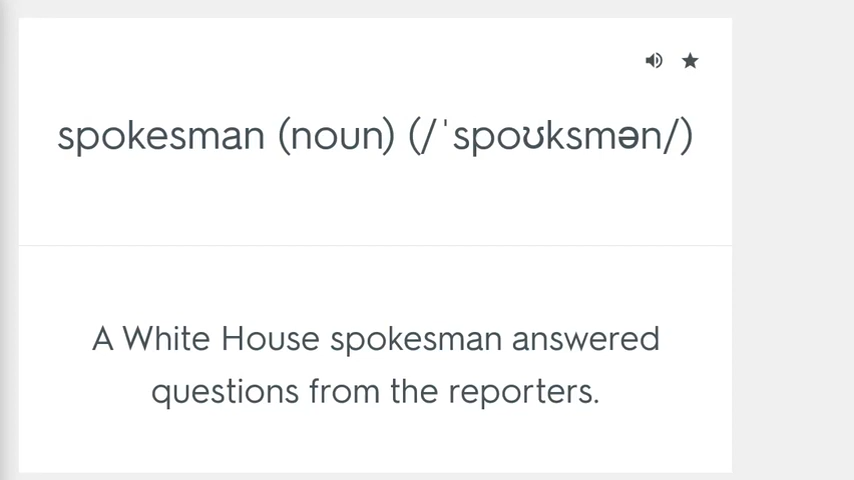 spokesman (noun) (/ˈspoʊksmən/)
A White House spokesman answered
questions from the reporters.